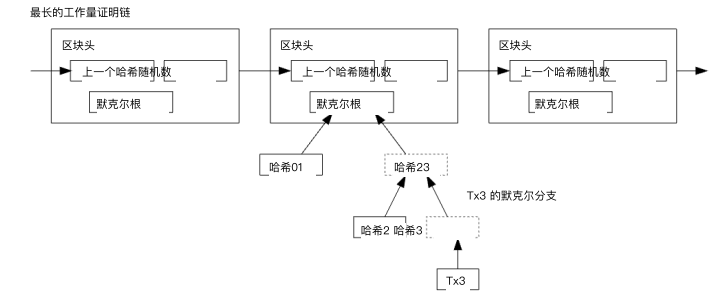 最长的工作量证明链
区块头 区块头 区块头
上一个哈希随机数 上一个哈希随机数 上一个哈希随机数
默克尔根 默克尔根 默克尔根
哈希01 哈希23
Tx3 的默克尔分支
哈希2 哈希3
Tx3